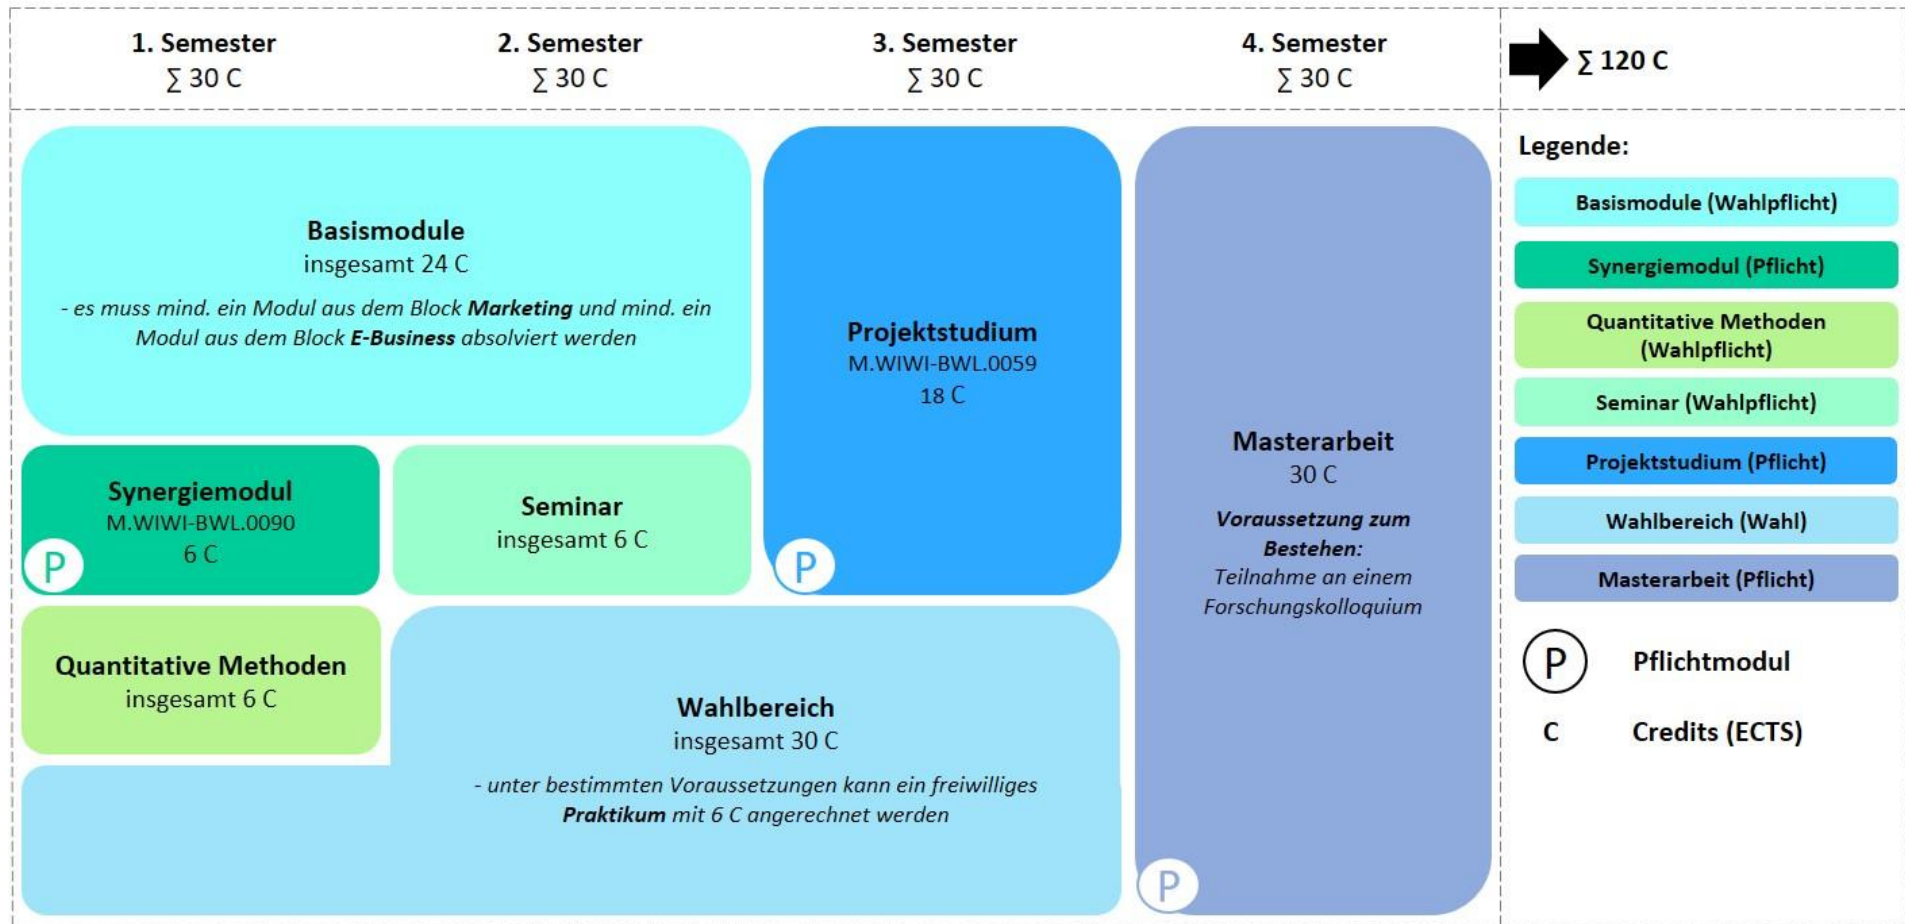 1. Semester
∑ 30 C
2. Semester
∑ 30 C
3. Semester
∑ 30 C
4. Semester
∑ 30 C
∑ 120 C
Basismodule
insgesamt 24 C
- es muss mind. ein Modul aus dem Block Marketing und mind. ein
Modul aus dem Block E-Business absolviert werden
Synergiemodul
M.WIWI-BWL.0090
6 C
P
Seminar
insgesamt 6 C
Projektstudium
M.WIWI-BWL.0059
18 C
P
Quantitative Methoden
insgesamt 6 C
Wahlbereich
insgesamt 30 C
- unter bestimmten Voraussetzungen kann ein freiwilliges
Praktikum mit 6 C angerechnet werden
Masterarbeit
30 C
Voraussetzung zum
Bestehen:
Teilnahme an einem
Forschungskolloquium
P
Legende:
Basismodule (Wahlpflicht)
Synergiemodul (Pflicht)
Quantitative Methoden
(Wahlpflicht)
Seminar (Wahlpflicht)
Projektstudium (Pflicht)
Wahlbereich (Wahl)
Masterarbeit (Pflicht)
P Pflichtmodul
C Credits (ECTS)